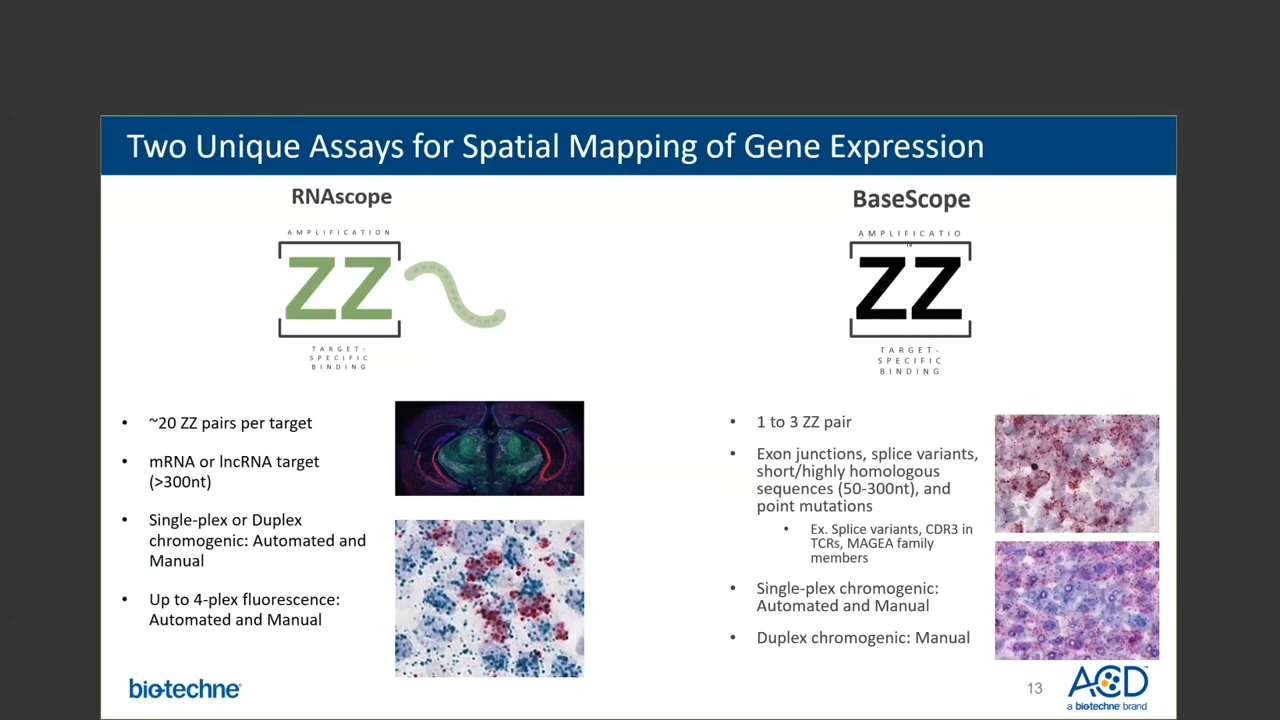 Two Unique Assays for Spatial Mapping of Gene Expression
RNAscope
AMPLIFICATION
ZZ
TARGET-
SPECIFIC
BINDING
• ~20 ZZ pairs per target
• mRNA or lncRNA target
(>300nt)
• Single-plex or Duplex
chromogenic: Automated and
Manual
• Up to 4-plex fluorescence:
Automated and Manual
BaseScope
AMPLIFICATIO
N
ZZ
TARGET-
SPECIFIC
BINDING
• 1 to 3 ZZ pair
• Exon junctions, splice variants,
short/highly homologous
sequences (50-300nt), and
point mutations
• Ex. Splice variants, CDR3 in
TCRs, MAGEA family
members
• Single-plex chromogenic:
Automated and Manual
• Duplex chromogenic: Manual
bio-techne®
13
ACD™
a bio-techne brand